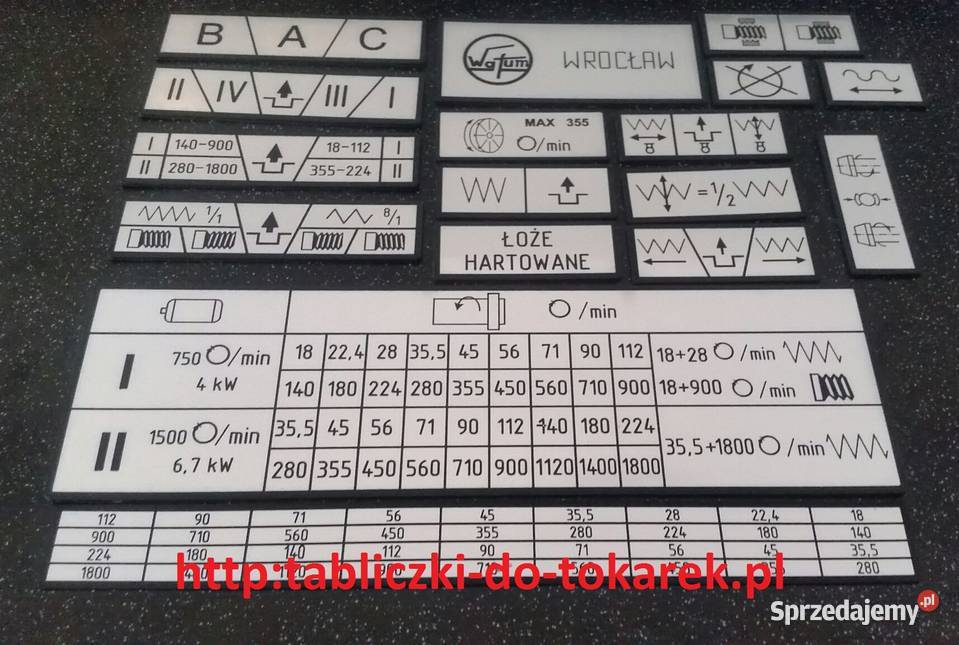 B A C
II IV III I
I 140-900 18-112 I
II 280-1800 355-224 II
1/1 8/1
Wafum WROCŁAW
MAX 355
/min
=1/2
ŁOŻE
HARTOWANE
/min
I 750 /min
4 kW
18 22,4 28 35,5 45 56 71 90 112
140 180 224 280 355 450 560 710 900
18÷28 /min
18÷900 /min
II 1500 /min
6,7 kW
35,5 45 56 71 90 112 140 180 224
280 355 450 560 710 900 1120 1400 1800
35,5÷1800 /min
112 90 71 56 45 35,5 28 22,4 18
900 710 560 450 355 280 224 180 140
224 180 140 112 90 71 56 45 35,5
1800 280
http:tabliczki-do-tokarek.pl
Sprzedajemy.pl